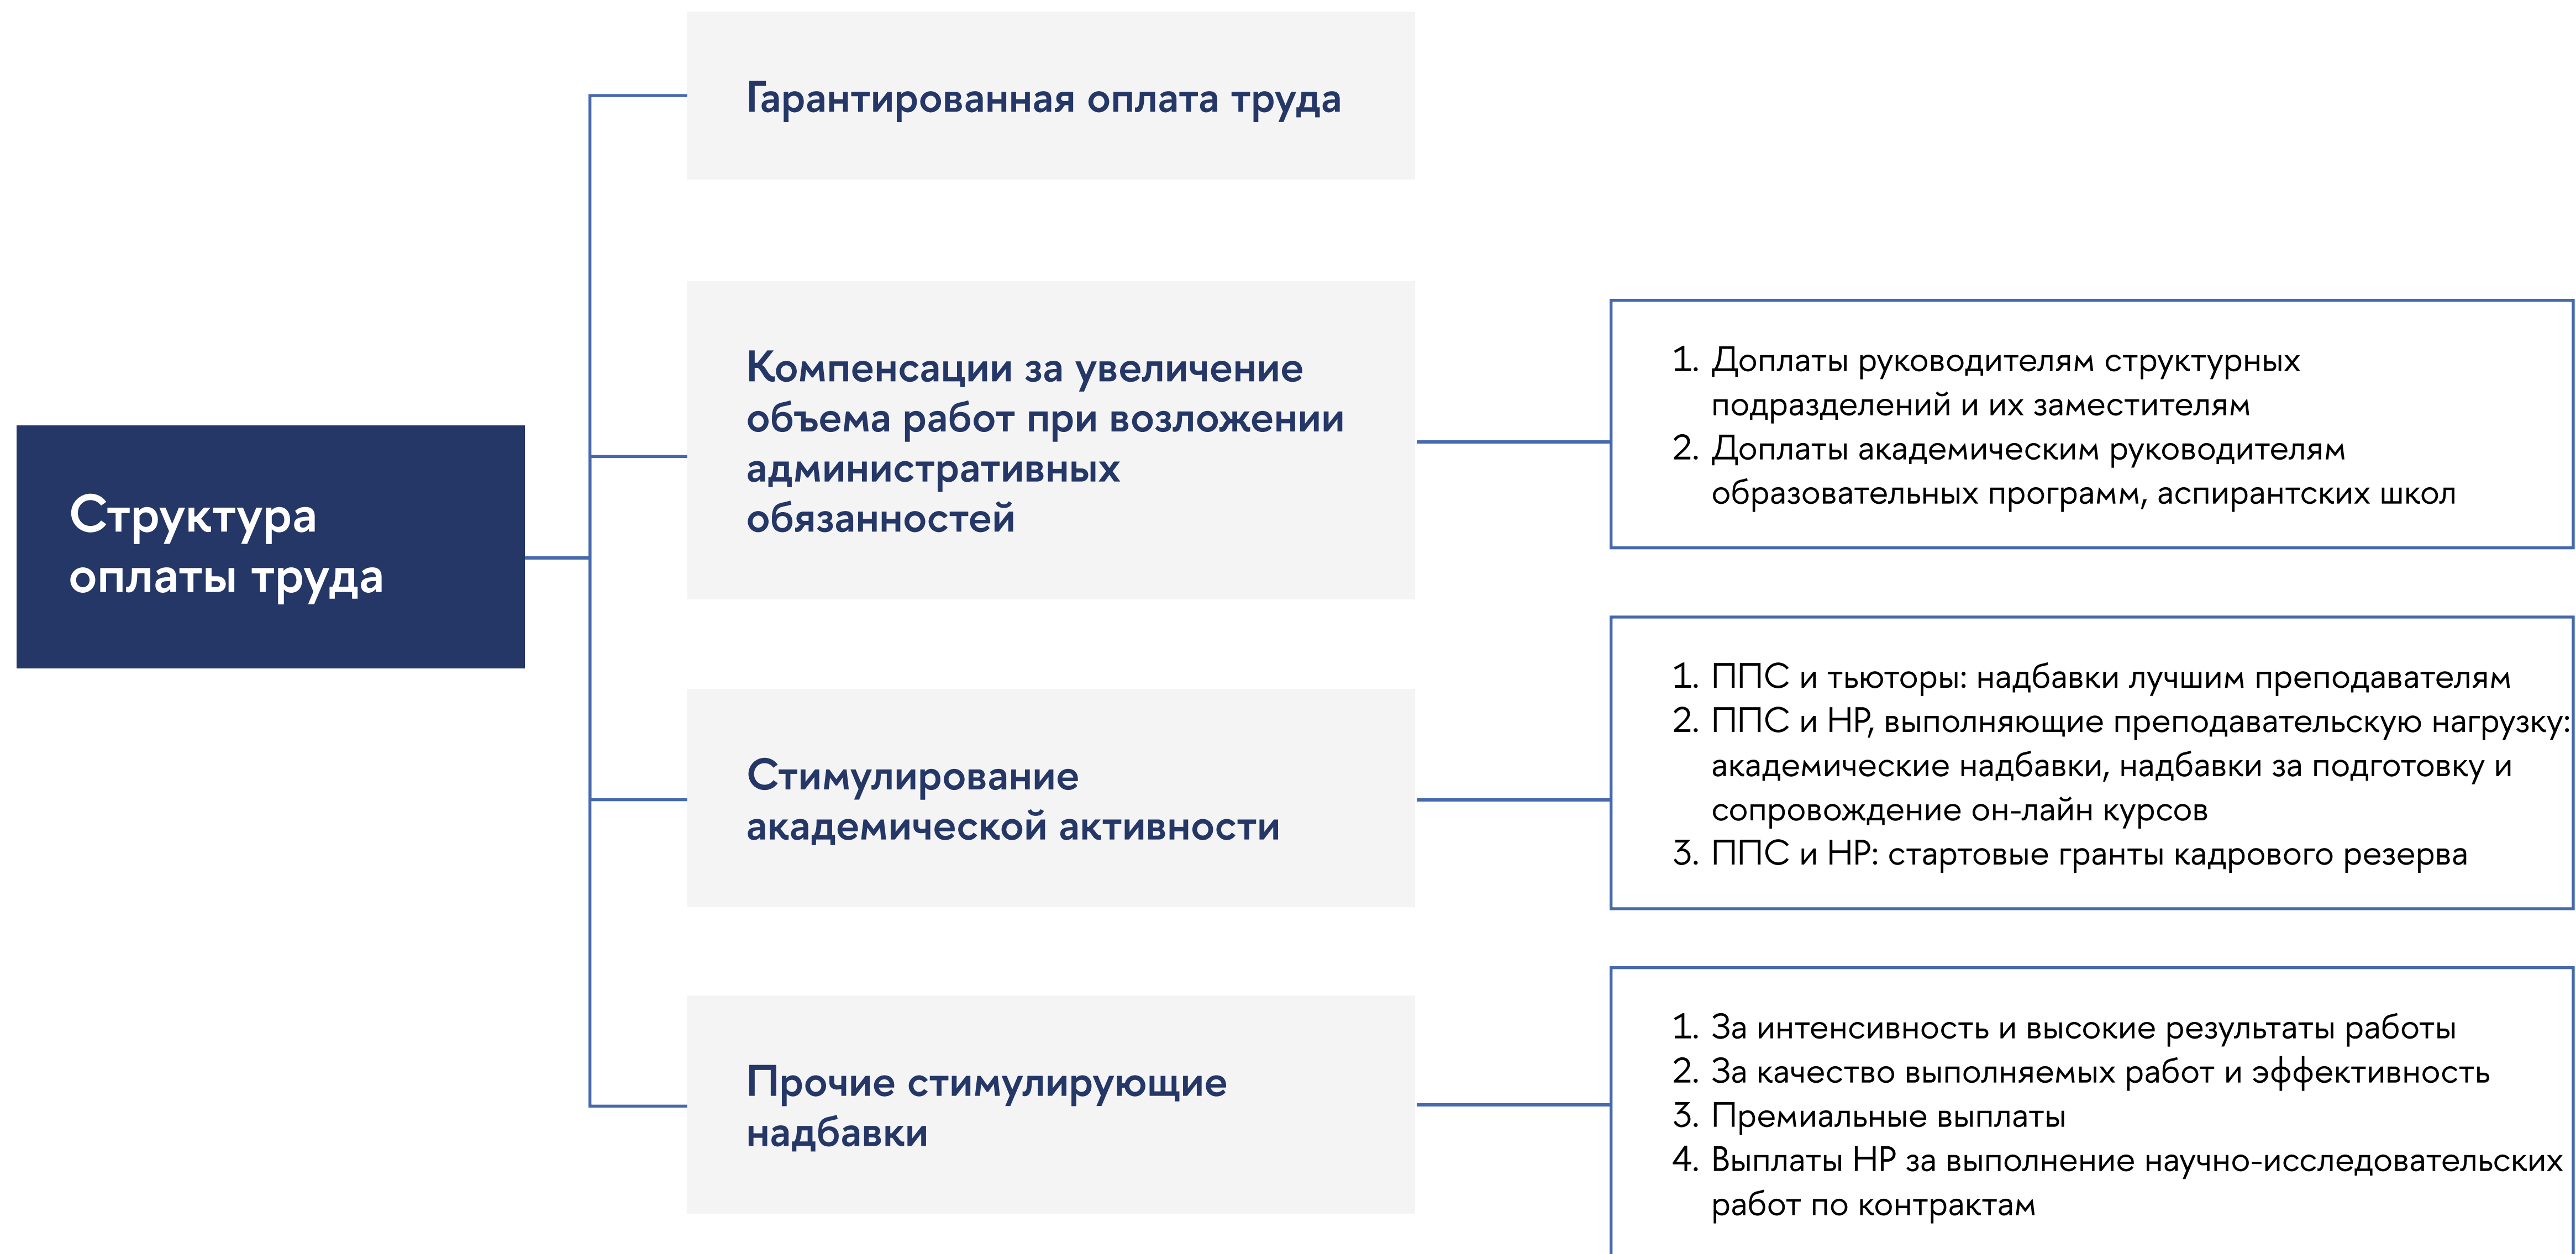 Структура
оплаты труда
Гарантированная оплата труда
Компенсации за увеличение
объема работ при возложении
административных
обязанностей
1. Доплаты руководителям структурных
подразделений и их заместителям
2. Доплаты академическим руководителям
образовательных программ, аспирантских школ
Стимулирование
академической активности
1. ППС и тьюторы: надбавки лучшим преподавателям
2. ППС и НР, выполняющие преподавательскую нагрузку:
академические надбавки, надбавки за подготовку и
сопровождение он-лайн курсов
3. ППС и НР: стартовые гранты кадрового резерва
Прочие стимулирующие
надбавки
1. За интенсивность и высокие результаты работы
2. За качество выполняемых работ и эффективность
3. Премиальные выплаты
4. Выплаты НР за выполнение научно-исследовательских
работ по контрактам